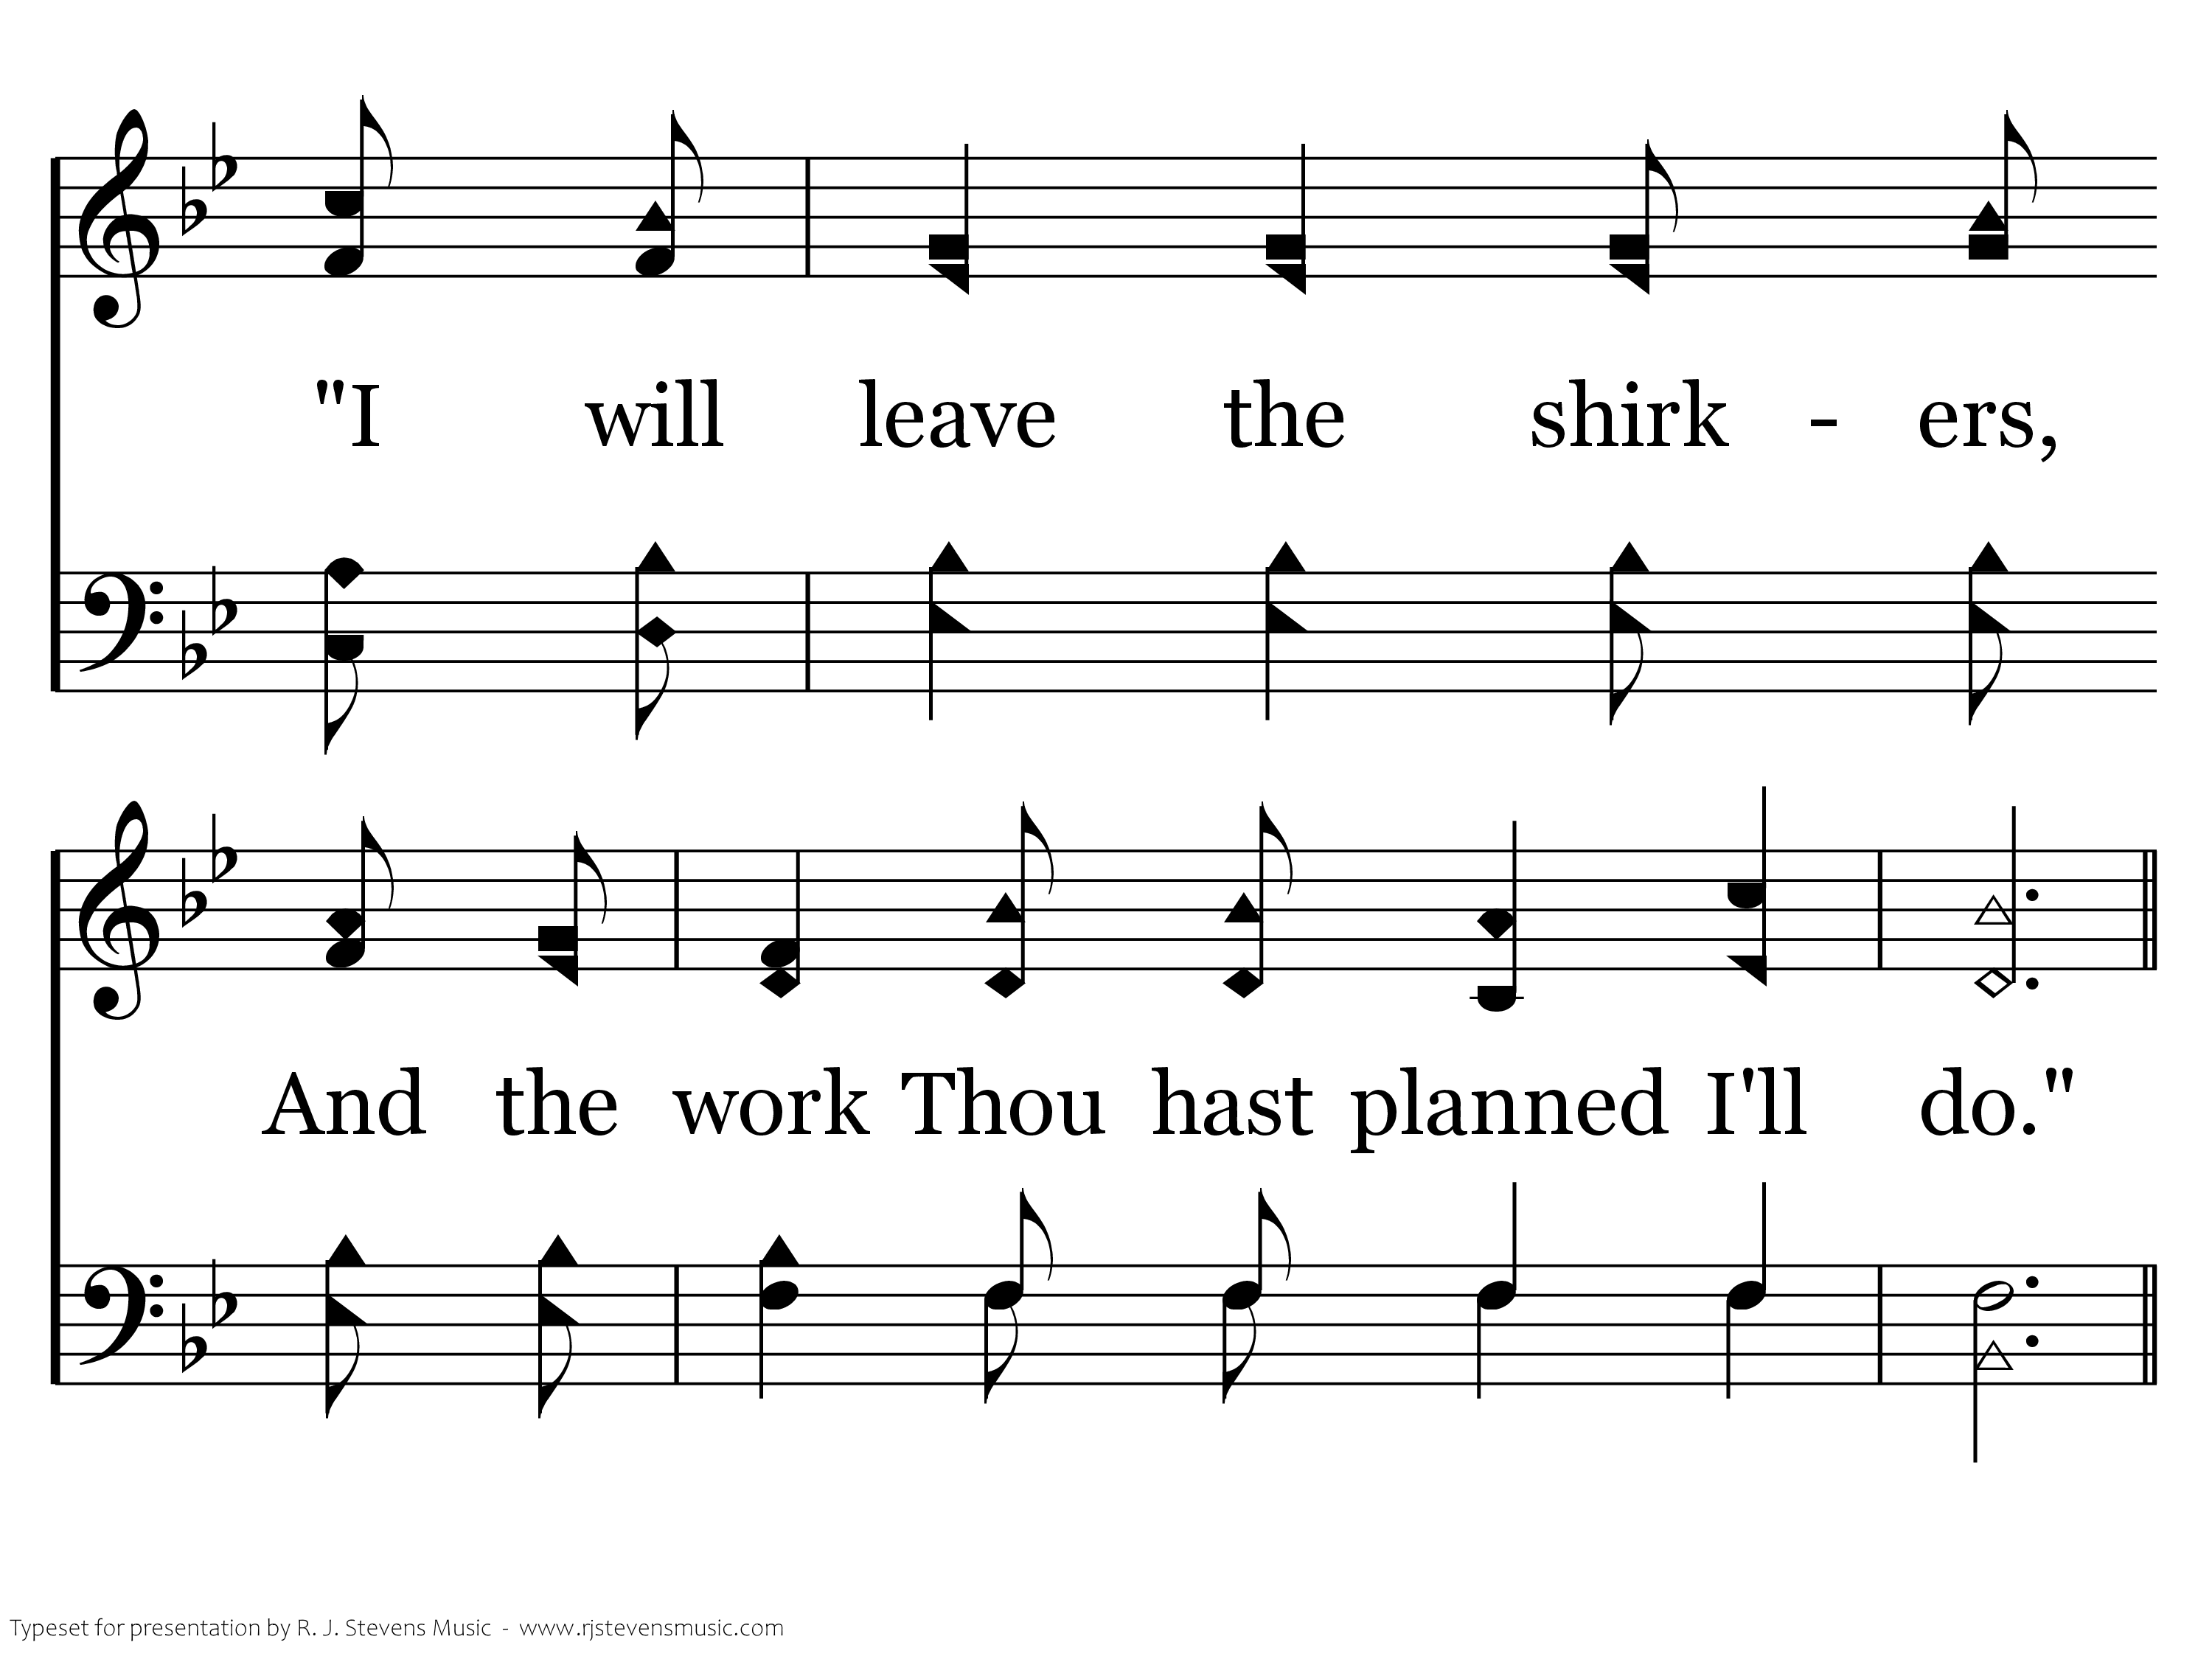 "I will leave the shirk - ers,
And the work Thou hast planned I'll do."
Typeset for presentation by R. J. Stevens Music - www.rjstevensmusic.com